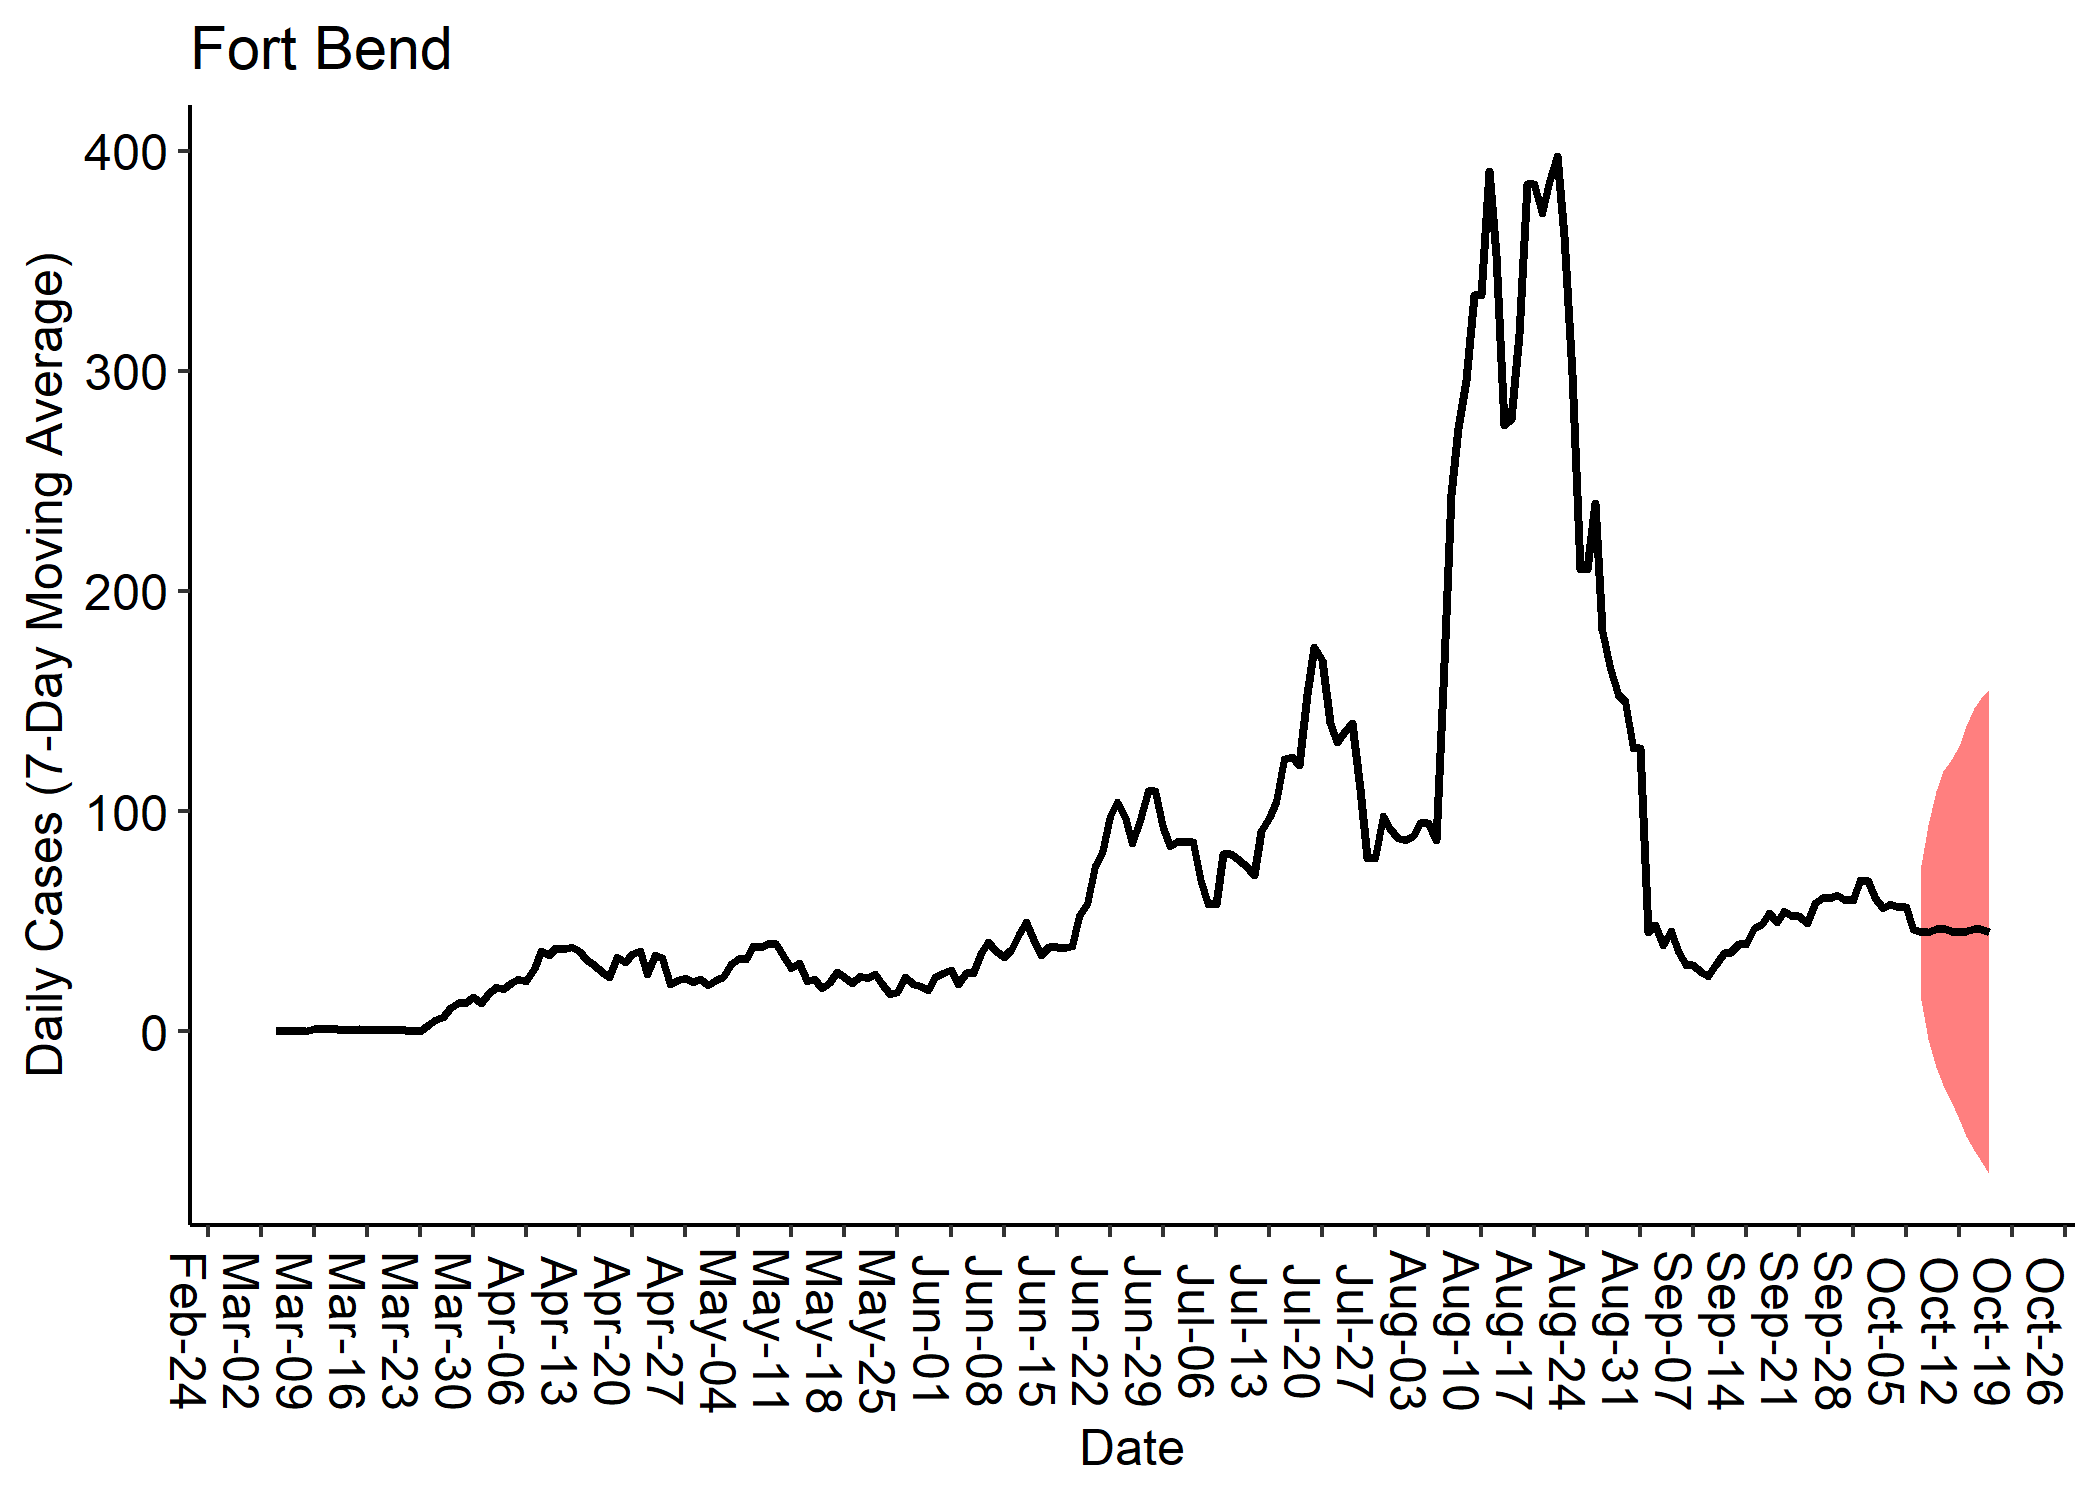 Fort Bend
Daily Cases (7-Day Moving Average)
400
300
200
100
0
Feb-24
Mar-02
Mar-09
Mar-16
Mar-23
Mar-30
Apr-06
Apr-13
Apr-20
Apr-27
May-04
May-11
May-18
May-25
Jun-01
Jun-08
Jun-15
Jun-22
Jun-29
Jul-06
Jul-13
Jul-20
Jul-27
Aug-03
Aug-10
Aug-17
Aug-24
Aug-31
Sep-07
Sep-14
Sep-21
Sep-28
Oct-05
Oct-12
Oct-19
Oct-26
Date